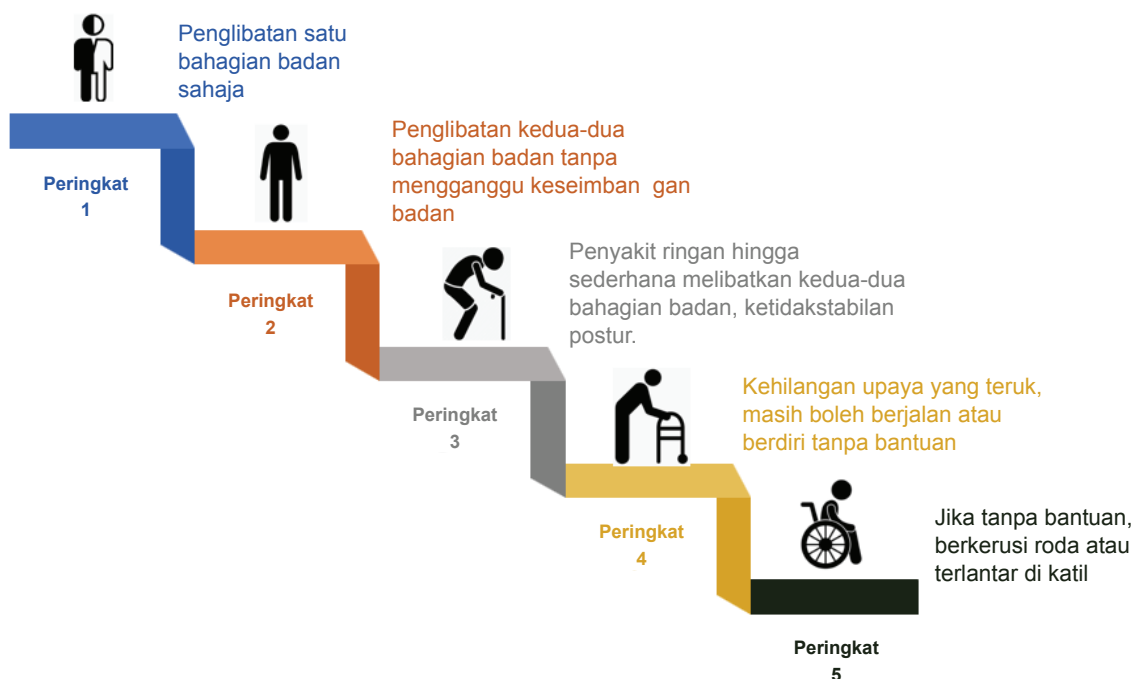 Penglibatan satu
bahagian badan
sahaja
Peringkat
1
Penglibatan kedua-dua
bahagian badan tanpa
mengganggu keseimban  gan
badan
Peringkat
2
Penyakit ringan hingga
sederhana melibatkan kedua-dua
bahagian badan, ketidakstabilan
postur.
Peringkat
3
Kehilangan upaya yang teruk,
masih boleh berjalan atau
berdiri tanpa bantuan
Peringkat
4
Jika tanpa bantuan,
berkerusi roda atau
terlantar di katil
Peringkat
5